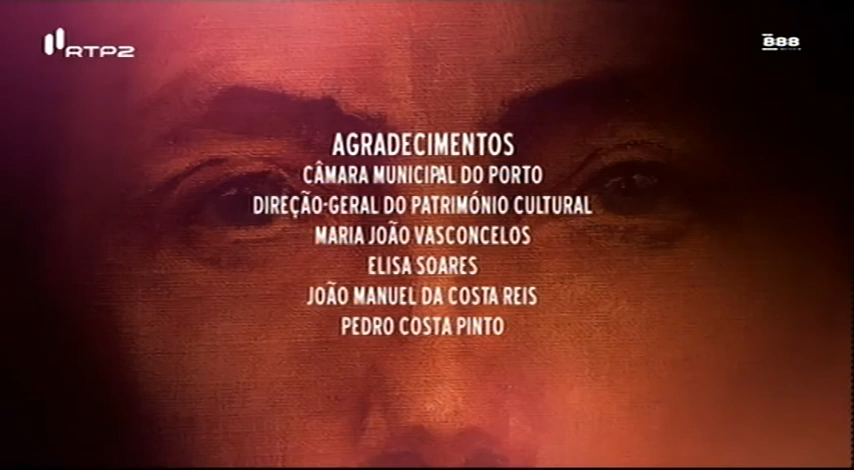 RTP2
888
AGRADECIMENTOS
CÂMARA MUNICIPAL DO PORTO
DIREÇÃO-GERAL DO PATRIMÓNIO CULTURAL
MARIA JOÃO VASCONCELOS
ELISA SOARES
JOÃO MANUEL DA COSTA REIS
PEDRO COSTA PINTO